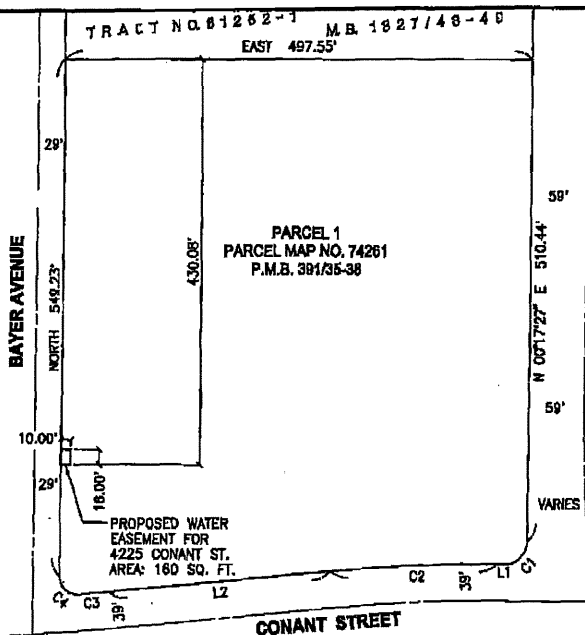 TRACT NO. 61252-1 M.B. 1327/48-49
EAST 497.55'
29'
59'
PARCEL 1
PARCEL MAP NO. 74261
P.M.B. 391/35-38
430.08'
BAYER AVENUE
NORTH 549.23'
N 00°17'27" E 510.44'
59'
10.00'
29'
16.00'
PROPOSED WATER
EASEMENT FOR
4225 CONANT ST.
AREA: 160 SQ. FT.
VARIES
C3
39'
L2
C2
39'
L1
C1
CONANT STREET